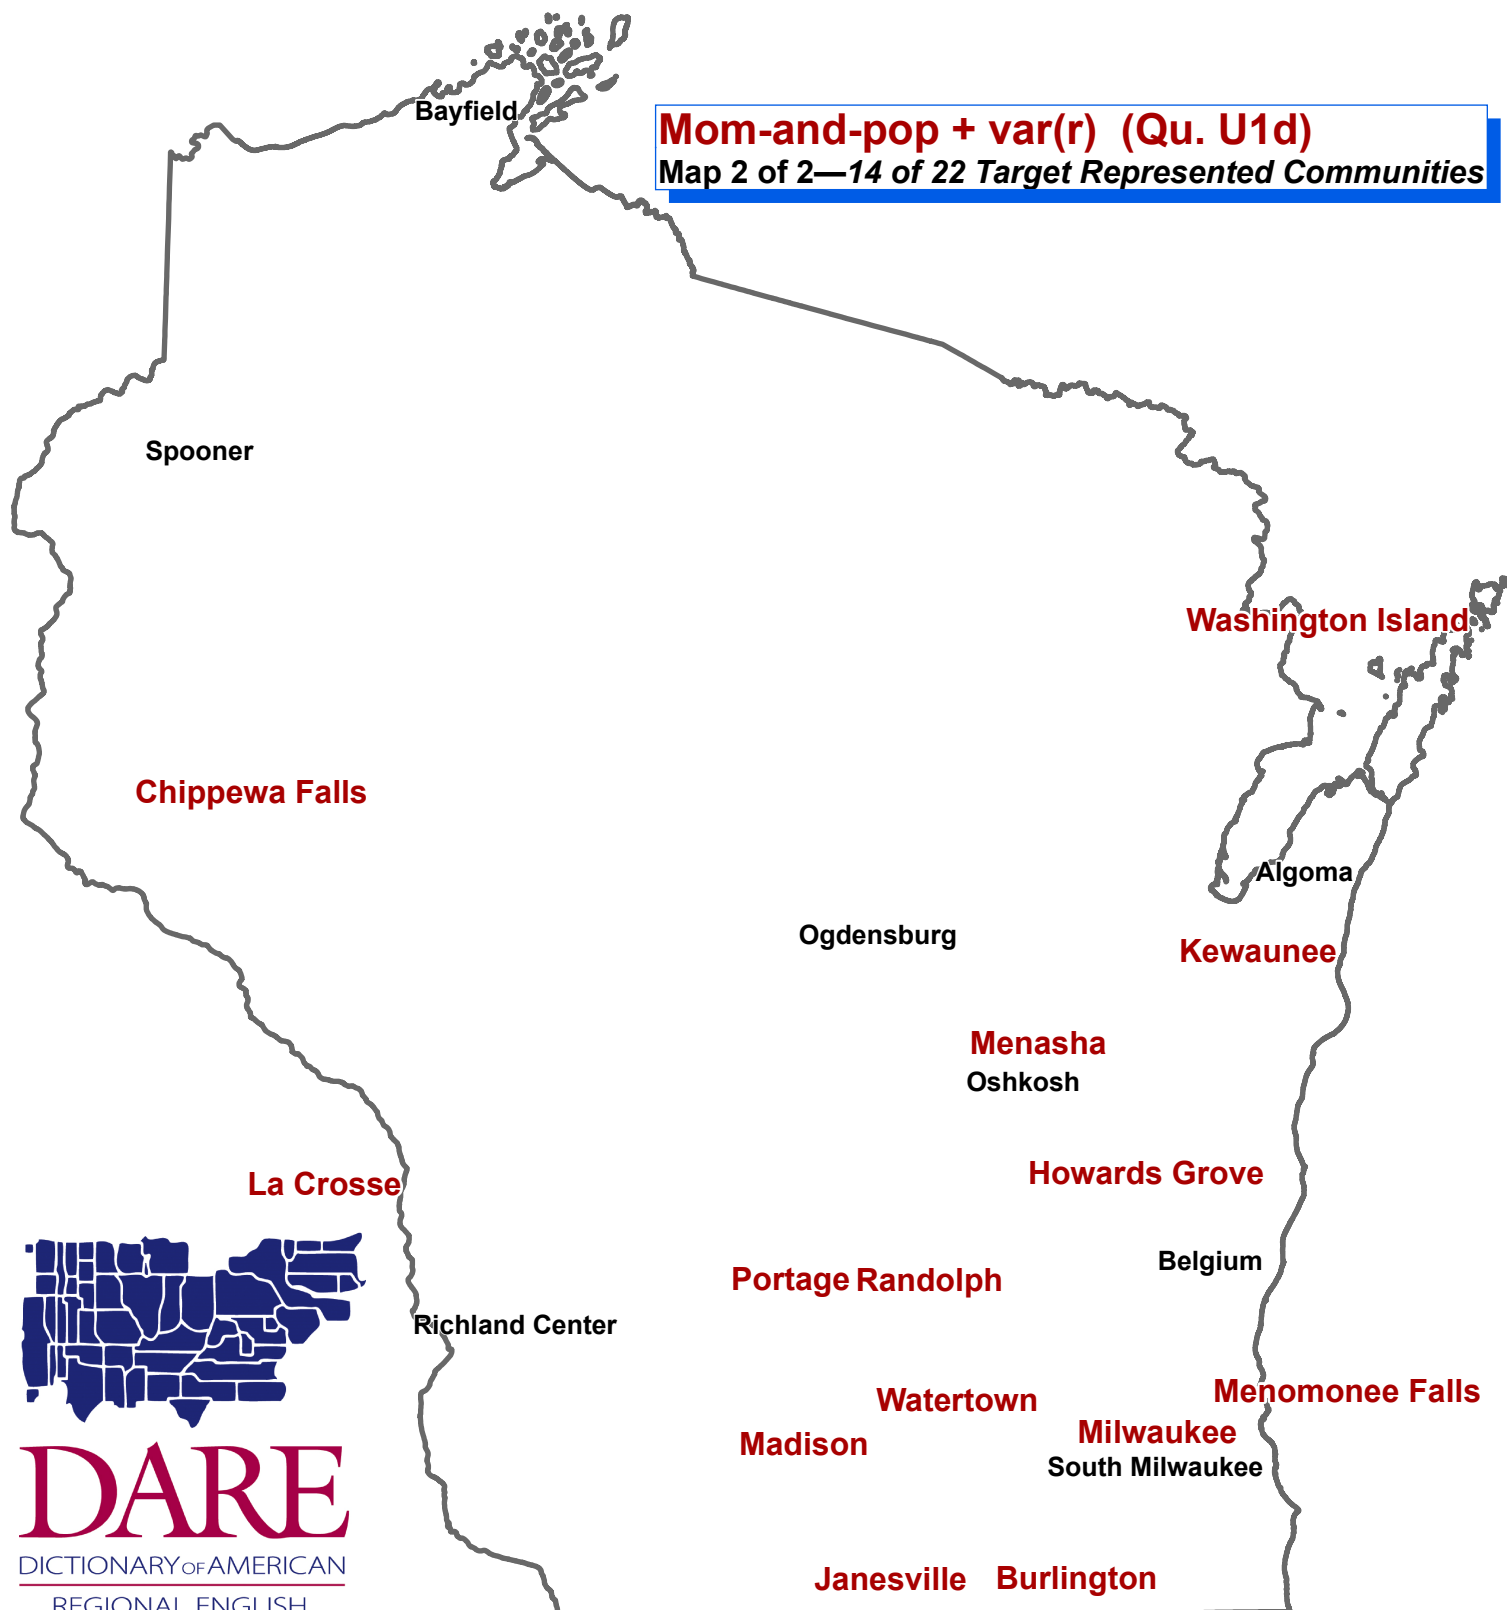 Bayfield
Mom-and-pop + var(r) (Qu. U1d)
Map 2 of 2—14 of 22 Target Represented Communities
Spooner
Washington Island
Chippewa Falls
Algoma
Ogdensburg
Kewaunee
Menasha
Oshkosh
Howards Grove
La Crosse
Belgium
Portage Randolph
Richland Center
Menomonee Falls
Watertown
Milwaukee
Madison
South Milwaukee
DARE
DICTIONARY OF AMERICAN
REGIONAL ENGLISH
Janesville Burlington